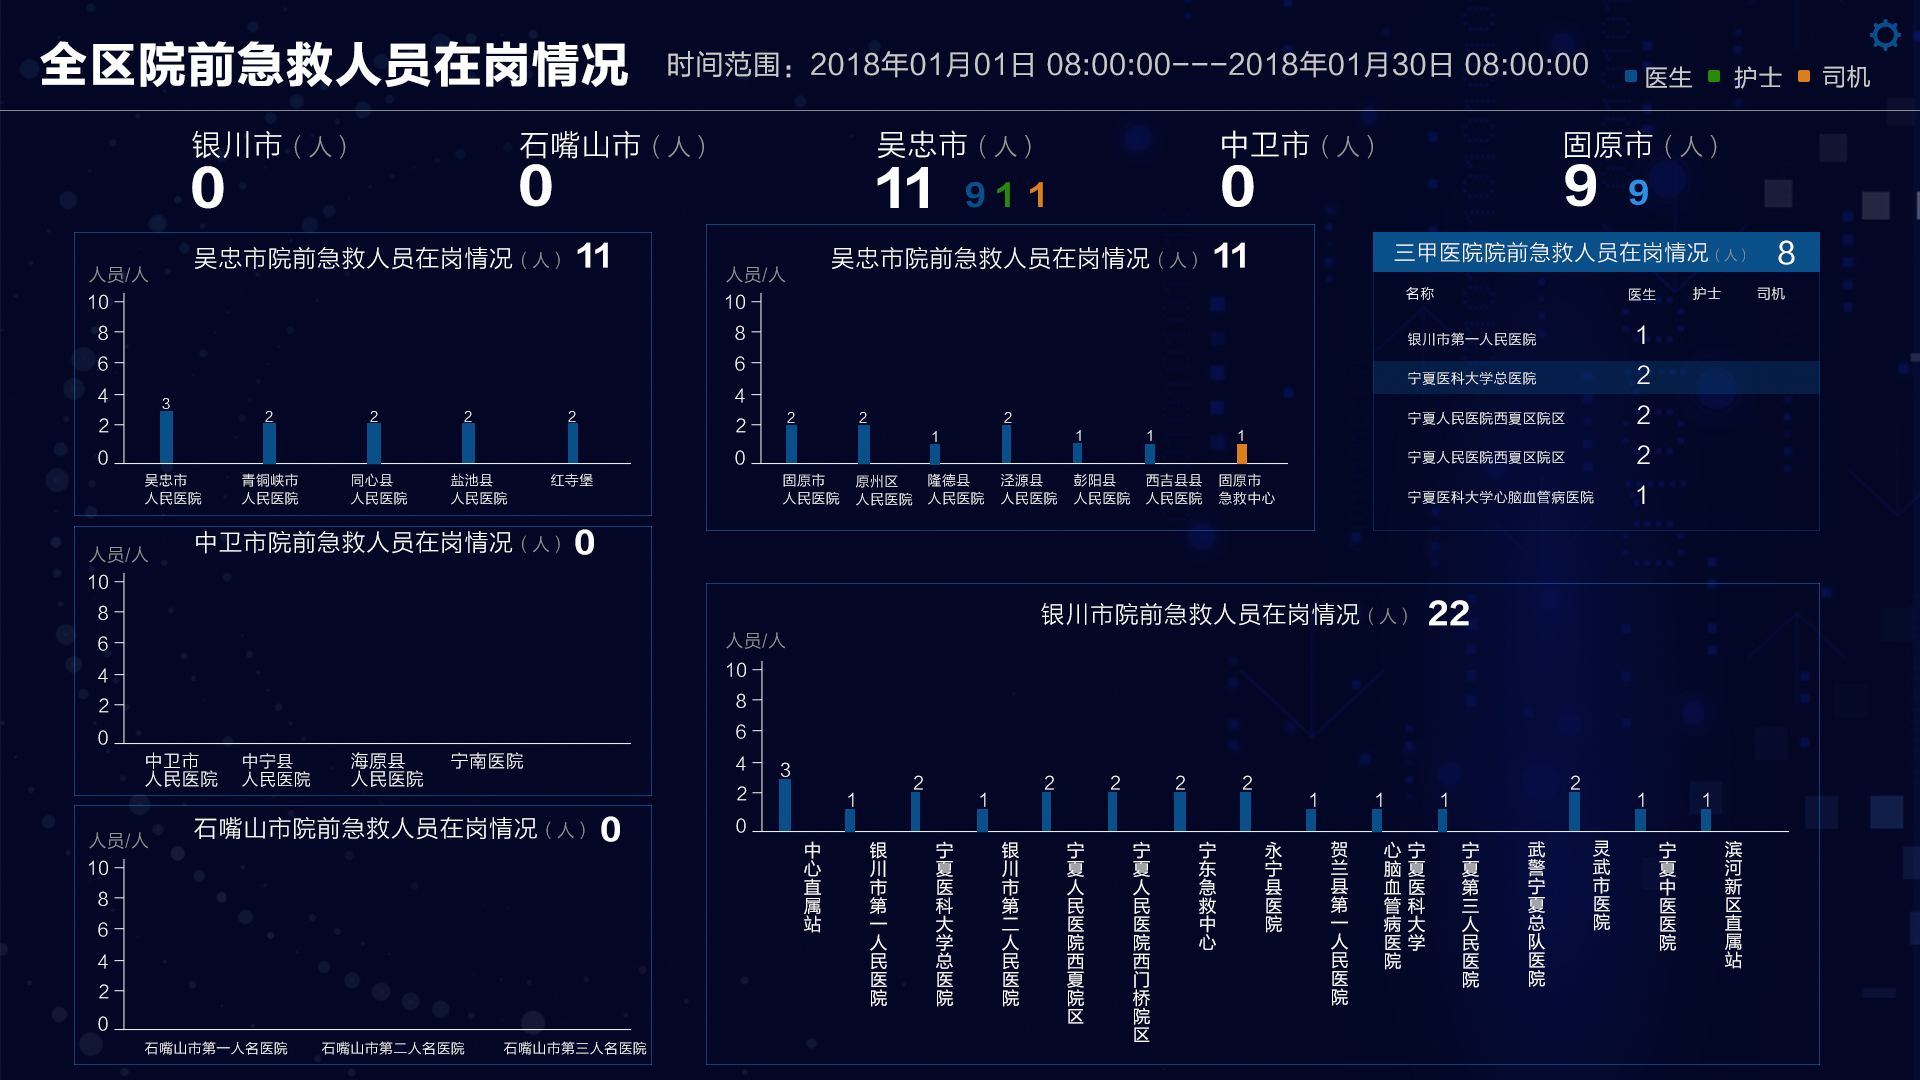 全区院前急救人员在岗情况
时间范围：2018年01月01日 08:00:00---2018年01月30日 08:00:00
医生 护士 司机
银川市（人）
0
石嘴山市（人）
0
吴忠市（人）
11 9 1 1
中卫市（人）
0
固原市（人）
9 9
吴忠市院前急救人员在岗情况（人） 11
人员/人
10
8
6
4
2
0
3 2 2 2 2
吴忠市
人民医院
青铜峡市
人民医院
同心县
人民医院
盐池县
人民医院
红寺堡
吴忠市院前急救人员在岗情况（人） 11
人员/人
10
8
6
4
2
0
2 2 1 2 1 1 1
固原市
人民医院
原州区
人民医院
隆德县
人民医院
泾源县
人民医院
彭阳县
人民医院
西吉县县
人民医院
固原市
急救中心
三甲医院院前急救人员在岗情况（人） 8
名称 医生 护士 司机
银川市第一人民医院 1
宁夏医科大学总医院 2
宁夏人民医院西夏区院区 2
宁夏人民医院西夏区院区 2
宁夏医科大学心脑血管病医院 1
中卫市院前急救人员在岗情况（人） 0
人员/人
10
8
6
4
2
0
中卫市
人民医院
中宁县
人民医院
海原县
人民医院
宁南医院
石嘴山市院前急救人员在岗情况（人） 0
人员/人
10
8
6
4
2
0
石嘴山市第一人名医院 石嘴山市第二人名医院 石嘴山市第三人名医院
银川市院前急救人员在岗情况（人） 22
人员/人
10
8
6
4
2
0
3 1 2 1 2 2 2 2 1 1 1 2 1 1
中心直属站
银川市第一人民医院
宁夏医科大学总医院
银川市第二人民医院
宁夏人民医院西夏院区
宁夏人民医院西门桥院区
宁东急救中心
永宁县医院
贺兰县第一人民医院
宁夏医科大学
心脑血管病医院
宁夏第三人民医院
武警宁夏总队医院
灵武市医院
宁夏中医医院
滨河新区直属站